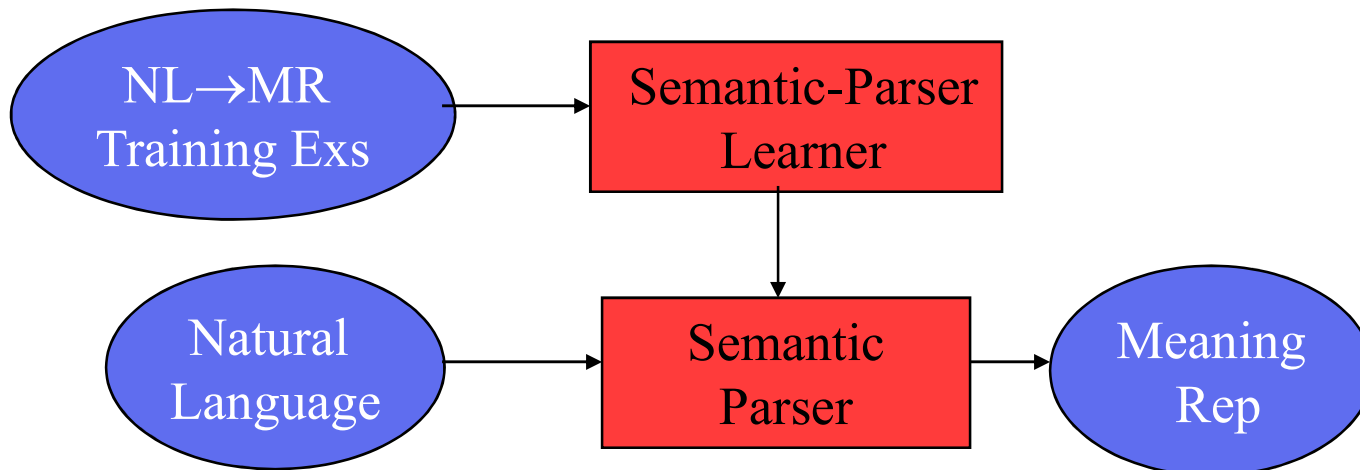 NL→MR
Training Exs
Semantic-Parser
Learner
Natural
Language
Semantic
Parser
Meaning
Rep